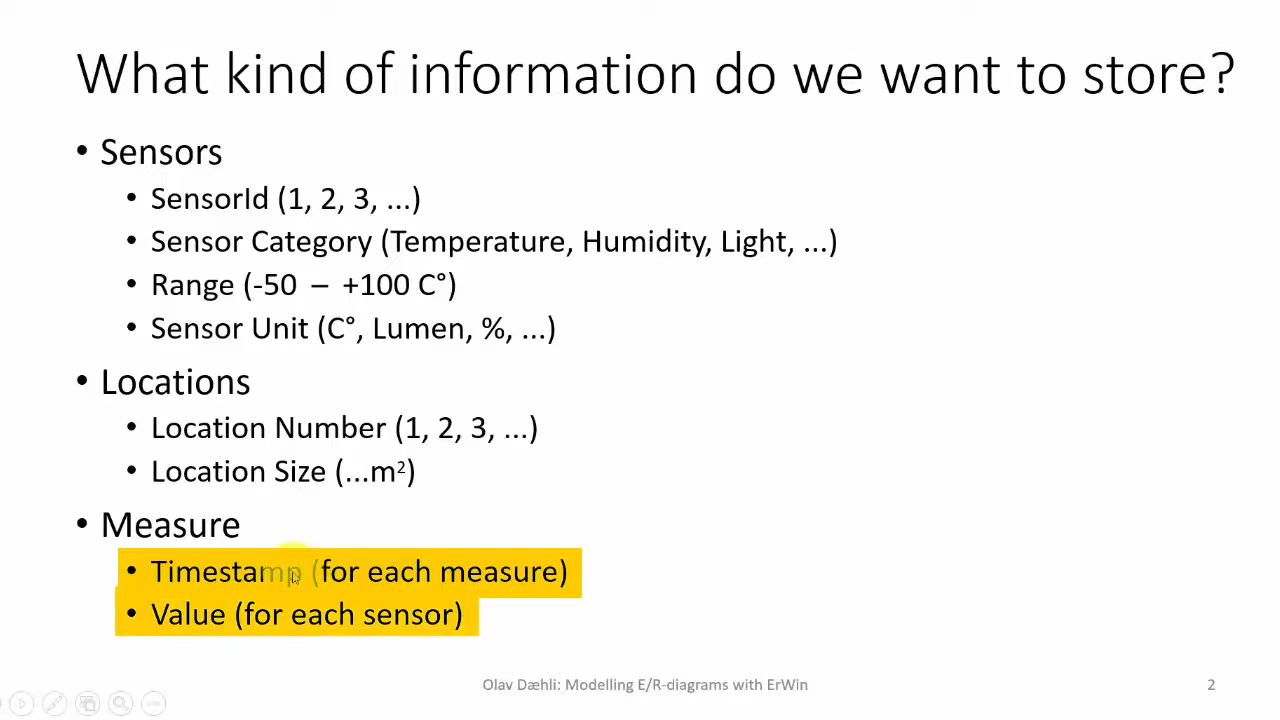 What kind of information do we want to store?
• Sensors
• SensorId (1, 2, 3, ...)
• Sensor Category (Temperature, Humidity, Light, ...)
• Range (-50 – +100 C°)
• Sensor Unit (C°, Lumen, %, ...)
• Locations
• Location Number (1, 2, 3, ...)
• Location Size (...m²)
• Measure
• Timestamp (for each measure)
• Value (for each sensor)
Olav Dæhli: Modelling E/R-diagrams with ErWin
2